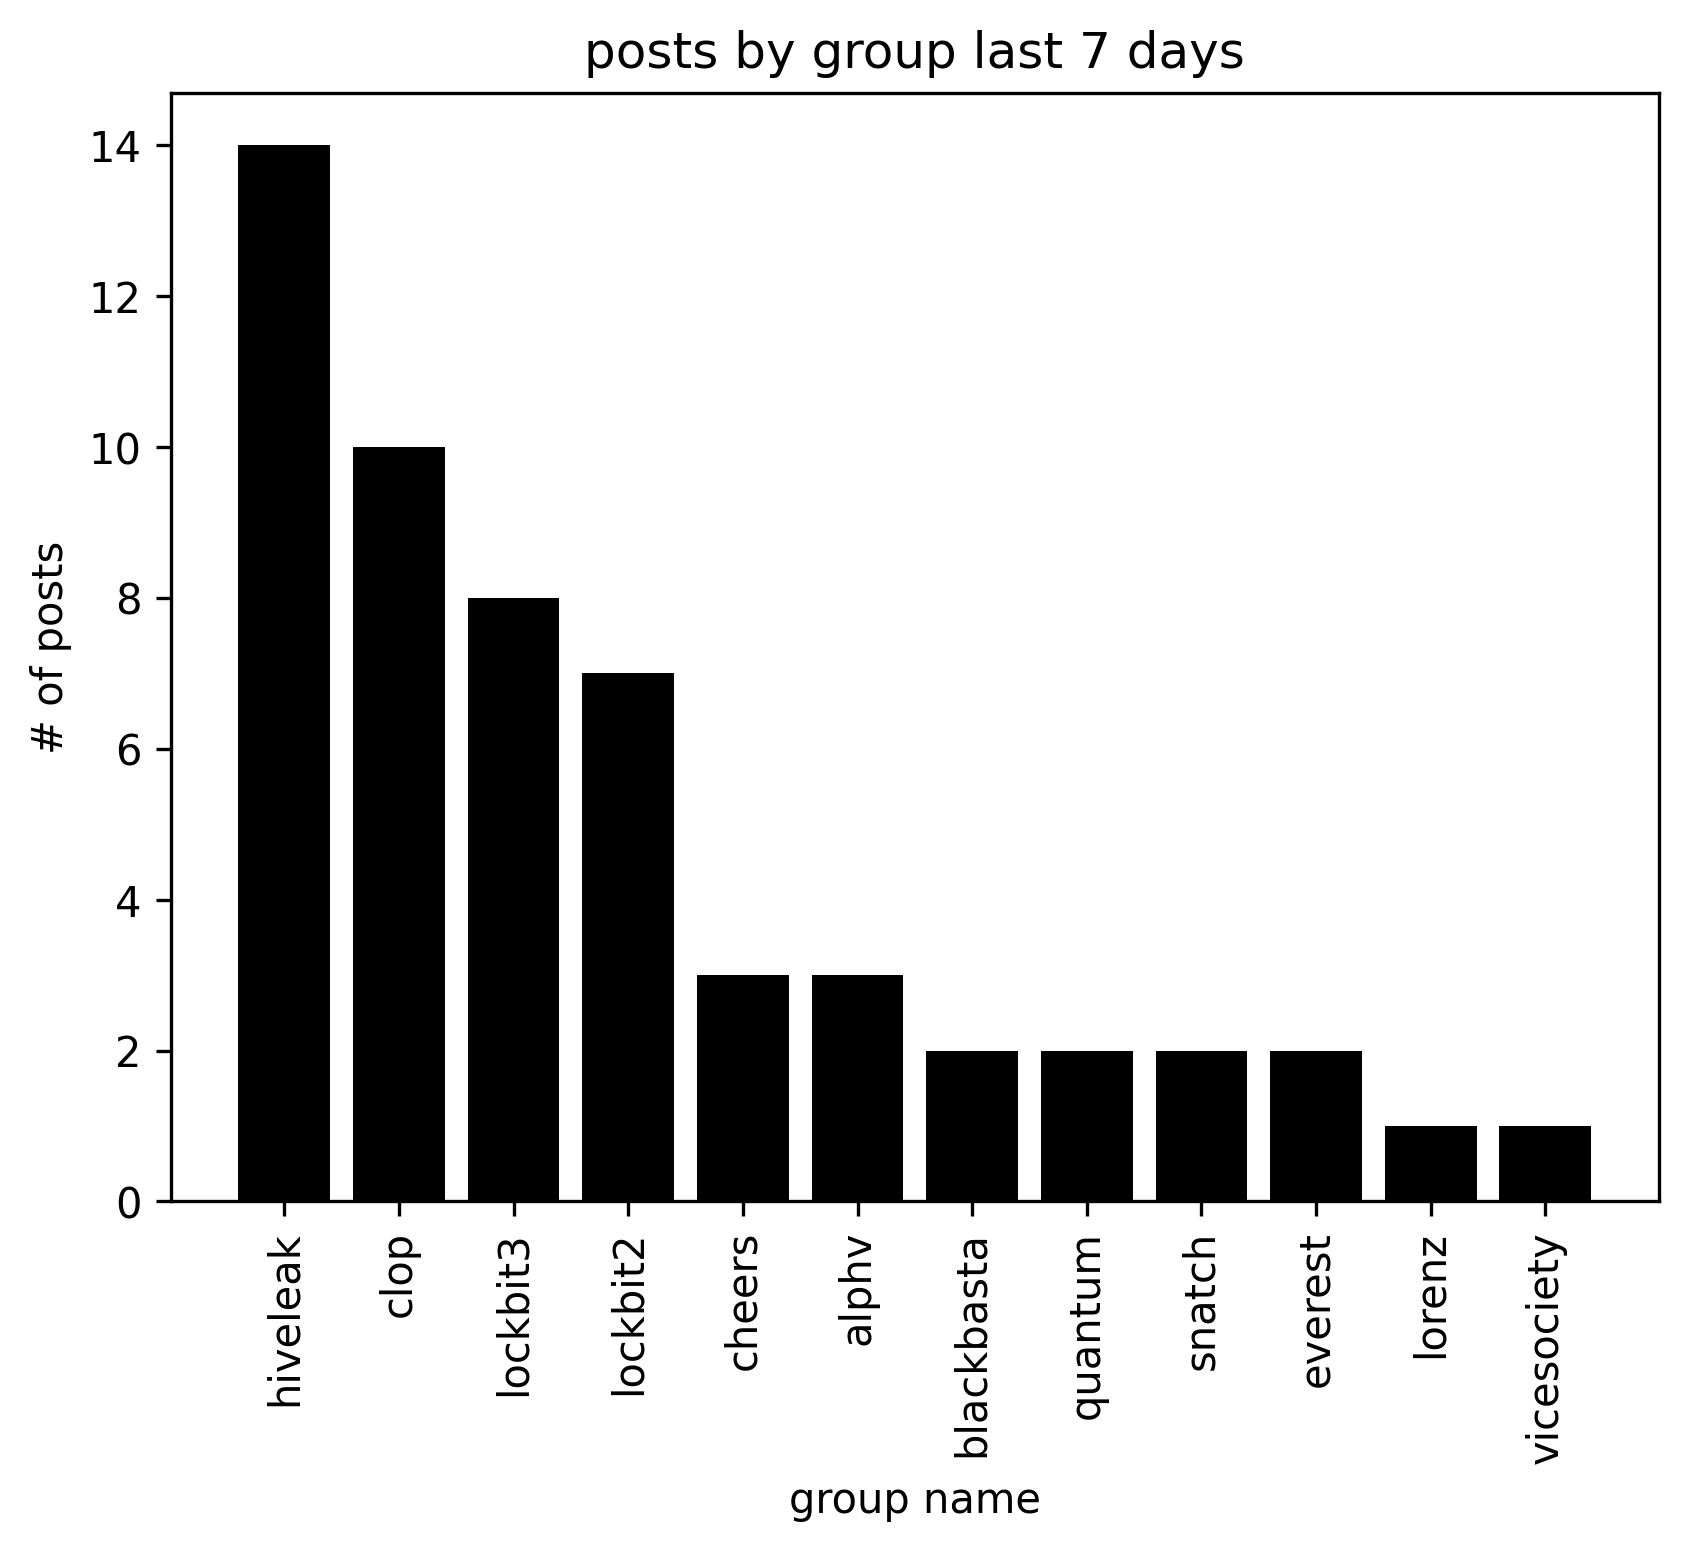 posts by group last 7 days
# of posts
14
12
10
8
6
4
2
0
hiveleak
clop
lockbit3
lockbit2
cheers
alphv
blackbasta
quantum
snatch
everest
lorenz
vicesociety
group name